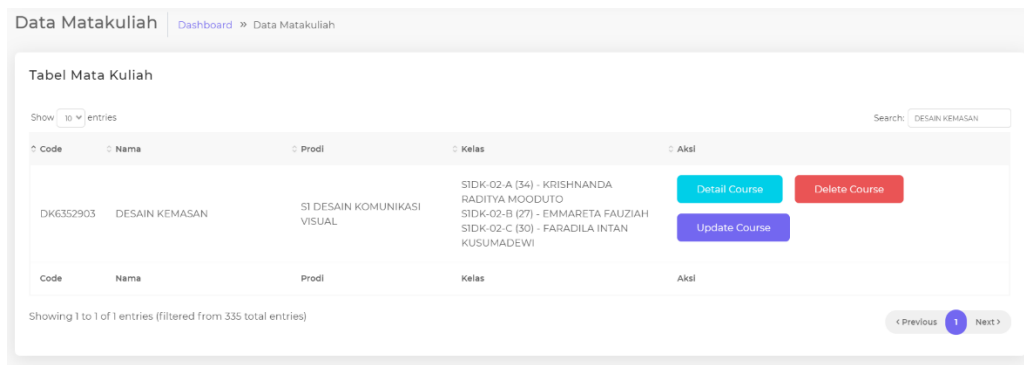 Data Matakuliah Dashboard » Data Matakuliah
Tabel Mata Kuliah
Show 10 entries Search: DESAIN KEMASAN
Code Nama Prodi Kelas Aksi
DK6352903 DESAIN KEMASAN
S1 DESAIN KOMUNIKASI
VISUAL
S1DK-02-A (34) - KRISHNANDA
RADITYA MOODUTO
S1DK-02-B (27) - EMMARETA FAUZIAH
S1DK-02-C (30) - FARADILA INTAN
KUSUMADEWI
Detail Course Delete Course
Update Course
Code Nama Prodi Kelas Aksi
Showing 1 to 1 of 1 entries (filtered from 335 total entries) < Previous 1 Next >